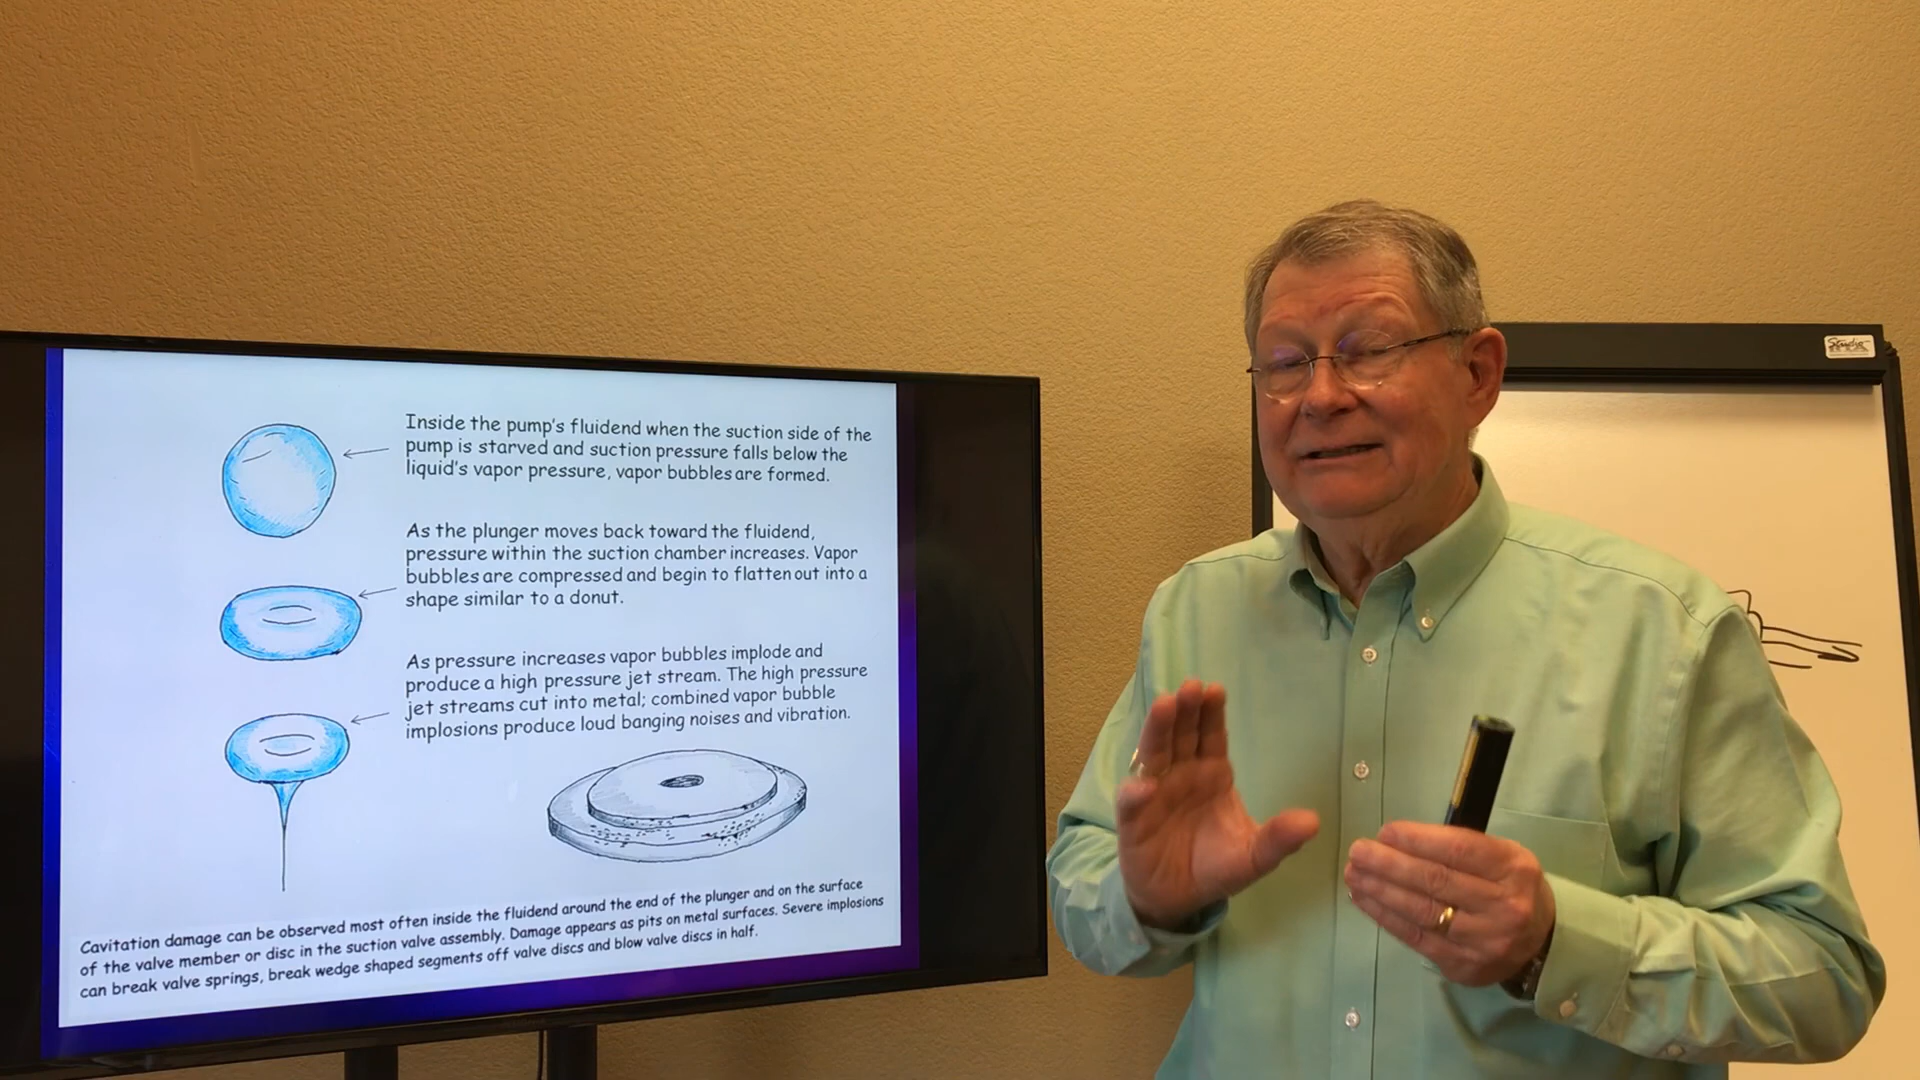 Inside the pump's fluidend when the suction side of the
pump is starved and suction pressure falls below the
liquid's vapor pressure, vapor bubbles are formed.
As the plunger moves back toward the fluidend,
pressure within the suction chamber increases. Vapor
bubbles are compressed and begin to flatten out into a
shape similar to a donut.
As pressure increases vapor bubbles implode and
produce a high pressure jet stream. The high pressure
jet streams cut into metal; combined vapor bubble
implosions produce loud banging noises and vibration.
Cavitation damage can be observed most often inside the fluidend around the end of the plunger and on the surface
of the valve member or disc in the suction valve assembly. Damage appears as pits on metal surfaces. Severe implosions
can break valve springs, break wedge shaped segments off valve discs and blow valve discs in half.
Studio